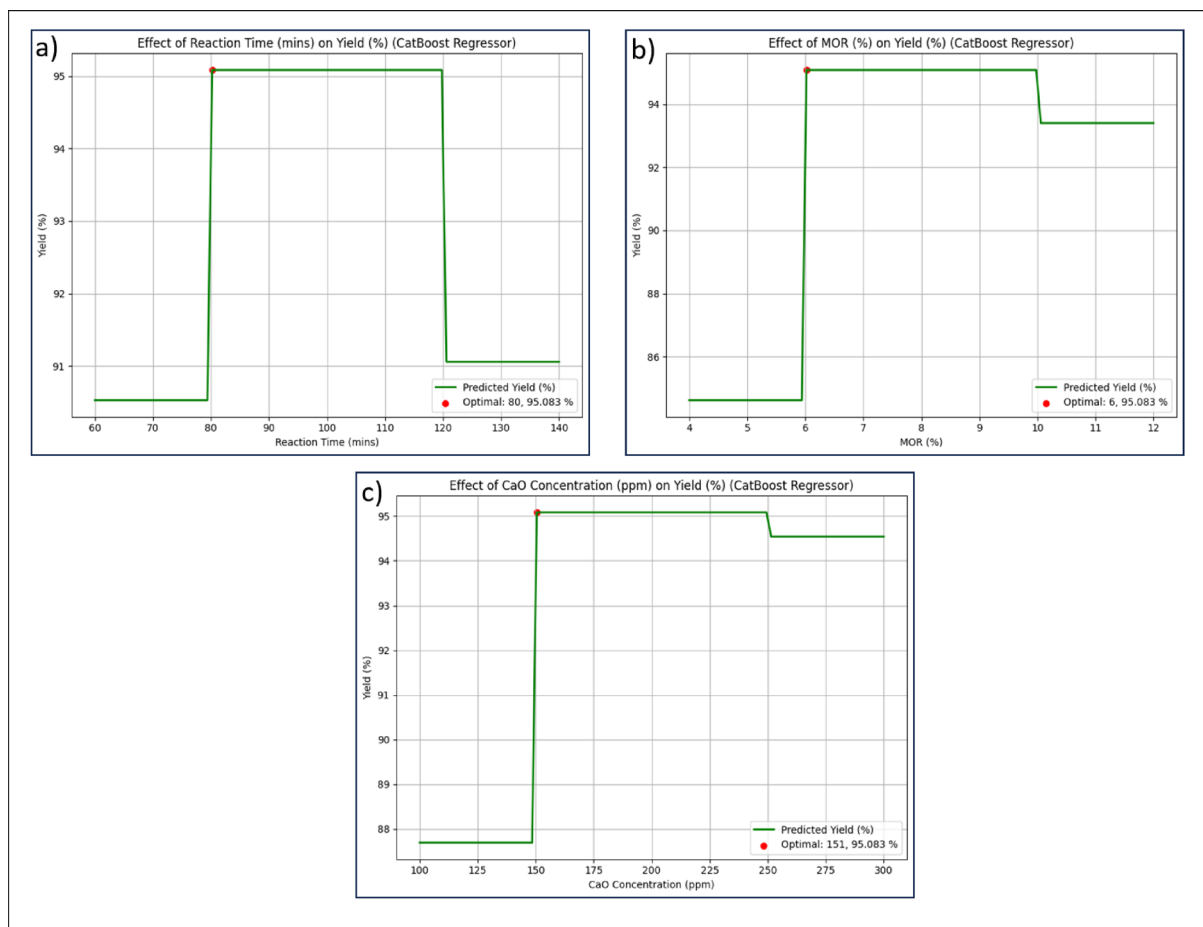 a)
Effect of Reaction Time (mins) on Yield (%) (CatBoost Regressor)
95
94
93
92
91
Yield (%)
60 70 80 90 100 110 120 130 140
Reaction Time (mins)
Predicted Yield (%)
Optimal: 80, 95.083 %
b)
Effect of MOR (%) on Yield (%) (CatBoost Regressor)
94
92
90
88
86
Yield (%)
4 5 6 7 8 9 10 11 12
MOR (%)
Predicted Yield (%)
Optimal: 6, 95.083 %
c)
Effect of CaO Concentration (ppm) on Yield (%) (CatBoost Regressor)
95
94
93
92
91
90
89
88
Yield (%)
100 125 150 175 200 225 250 275 300
CaO Concentration (ppm)
Predicted Yield (%)
Optimal: 151, 95.083 %